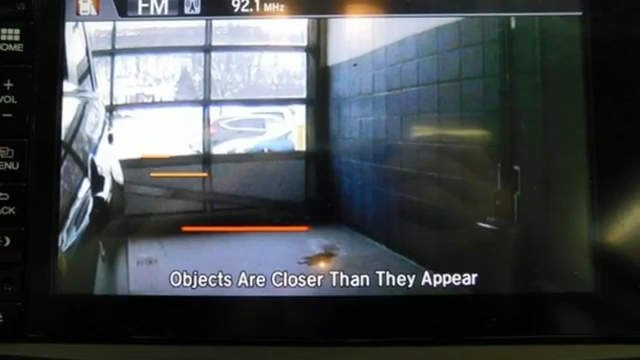 FM 92.1 MHz
HOME
+
VOL
−
MENU
BACK
Objects Are Closer Than They Appear